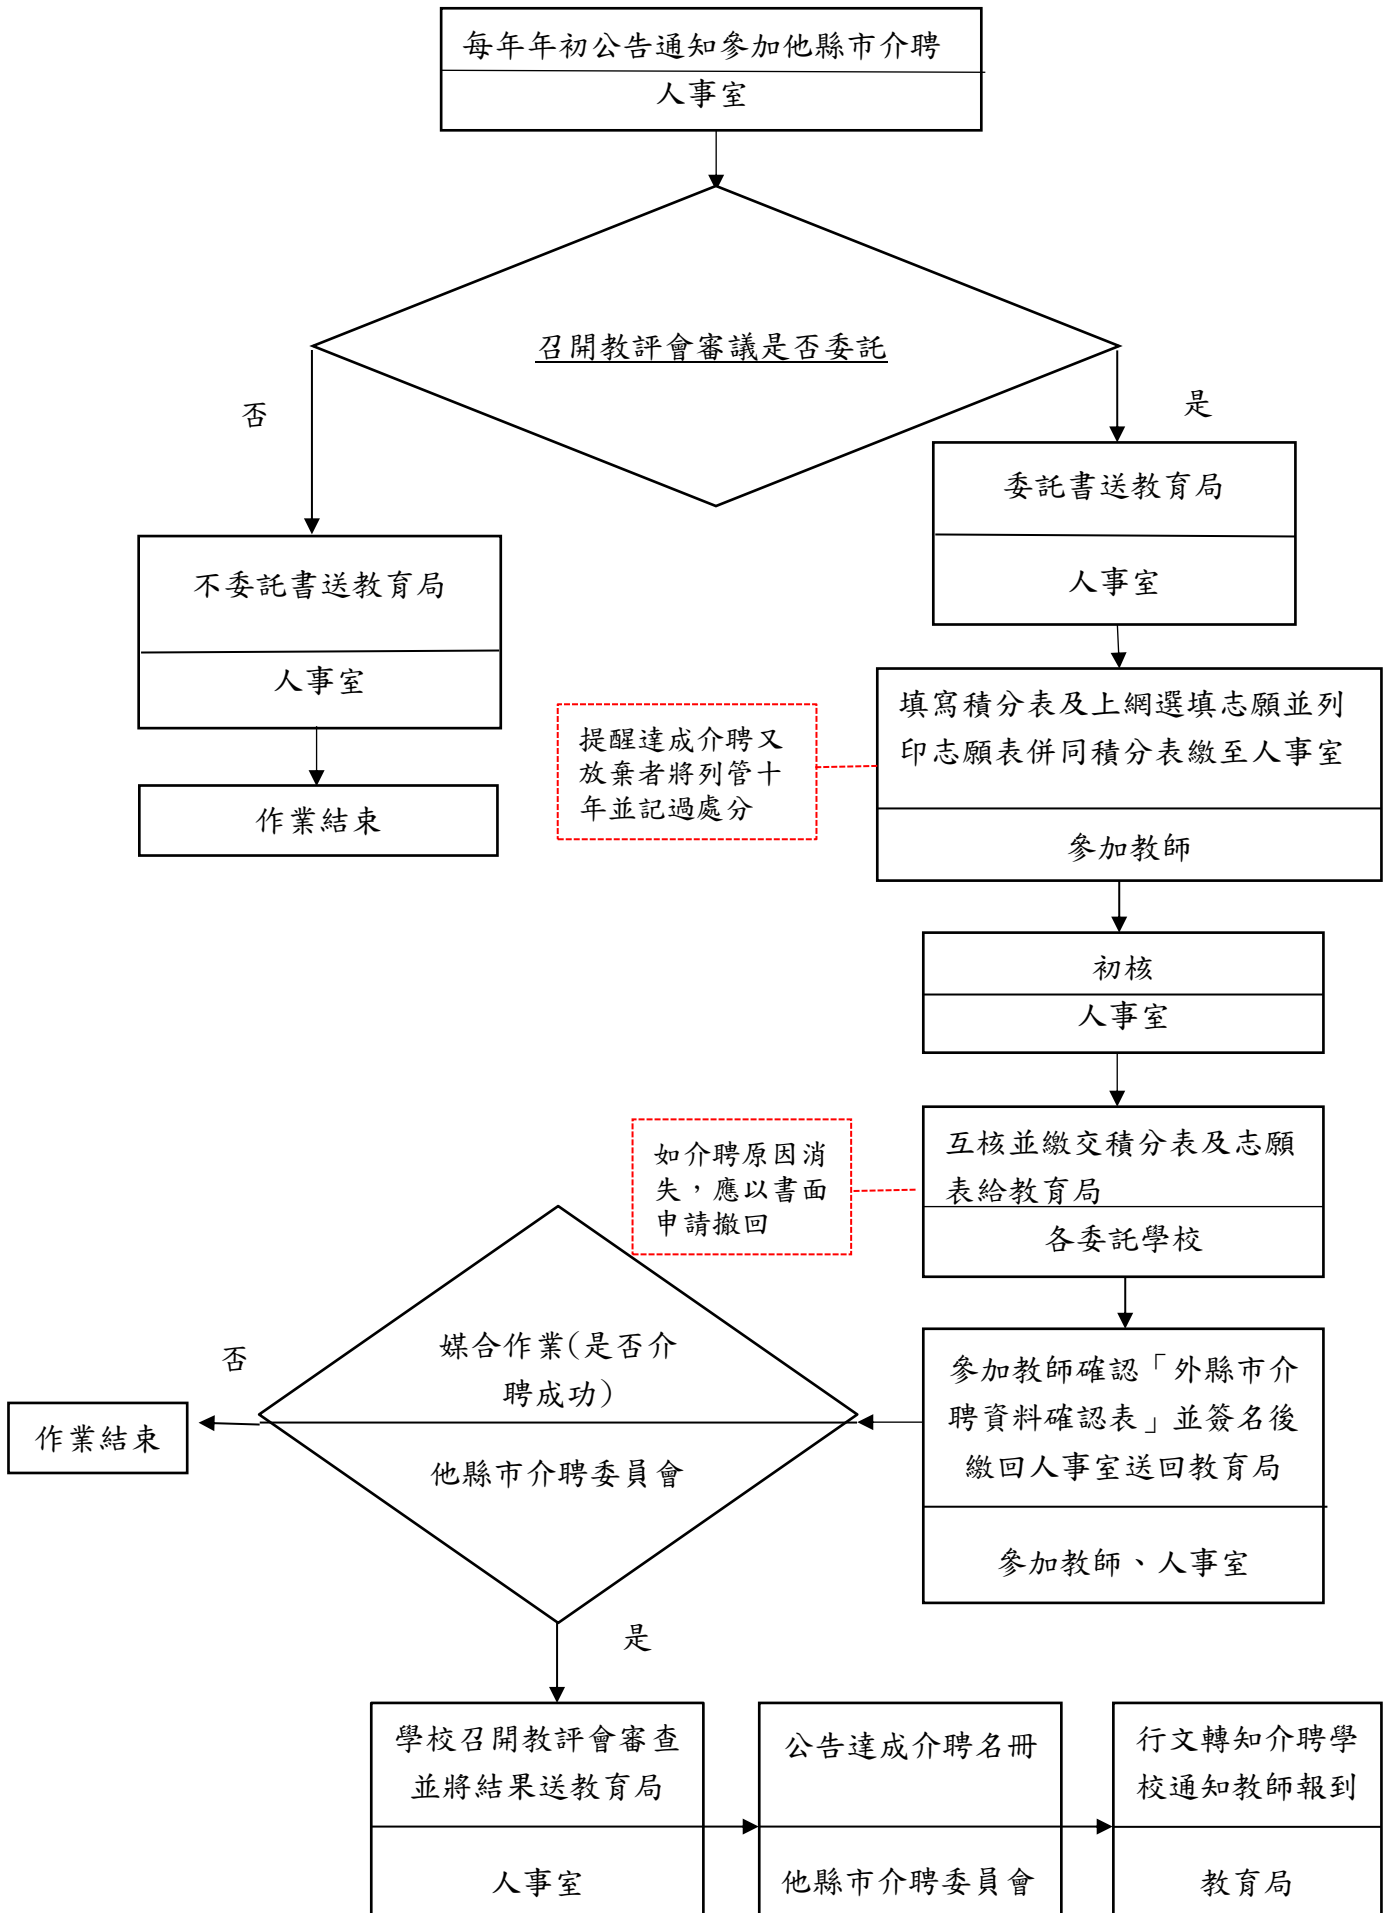 每年年初公告通知參加他縣市介聘
人事室
召開教評會審議是否委託
否
是
委託書送教育局
人事室
不委託書送教育局
人事室
作業結束
提醒達成介聘又
放棄者將列管十
年並記過處分
填寫積分表及上網選填志願並列
印志願表併同積分表繳至人事室
參加教師
初核
人事室
如介聘原因消
失，應以書面
申請撤回
互核並繳交積分表及志願
表給教育局
各委託學校
參加教師確認「外縣市介
聘資料確認表」並簽名後
繳回人事室送回教育局
參加教師、人事室
媒合作業(是否介
聘成功)
他縣市介聘委員會
否
作業結束
是
學校召開教評會審查
並將結果送教育局
人事室
公告達成介聘名冊
他縣市介聘委員會
行文轉知介聘學
校通知教師報到
教育局